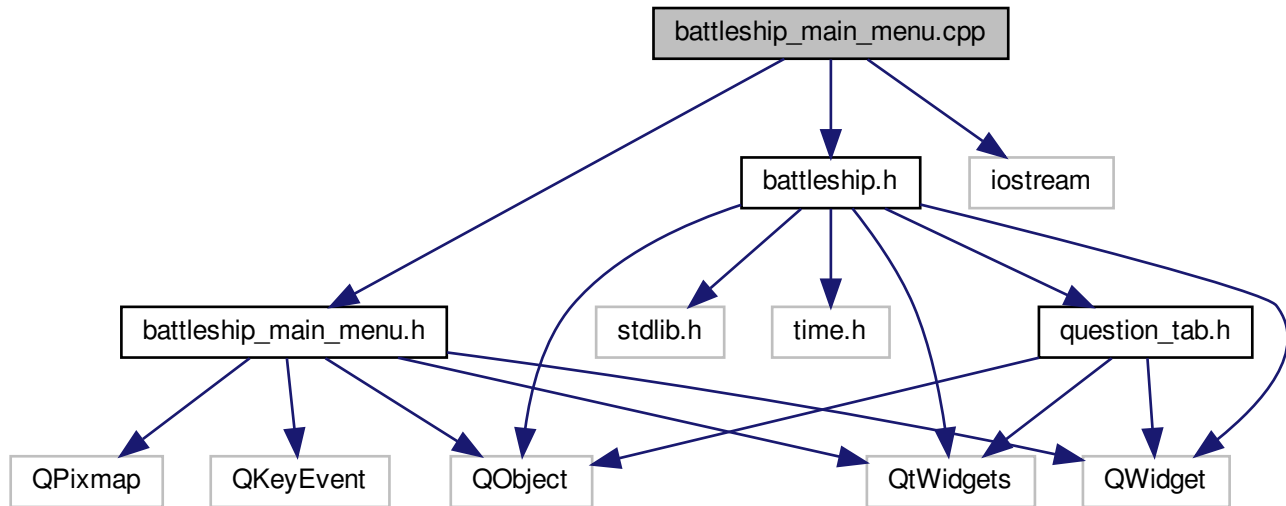 battleship_main_menu.cpp
battleship.h
iostream
battleship_main_menu.h
stdlib.h
time.h
question_tab.h
QPixmap
QKeyEvent
QObject
QtWidgets
QWidget